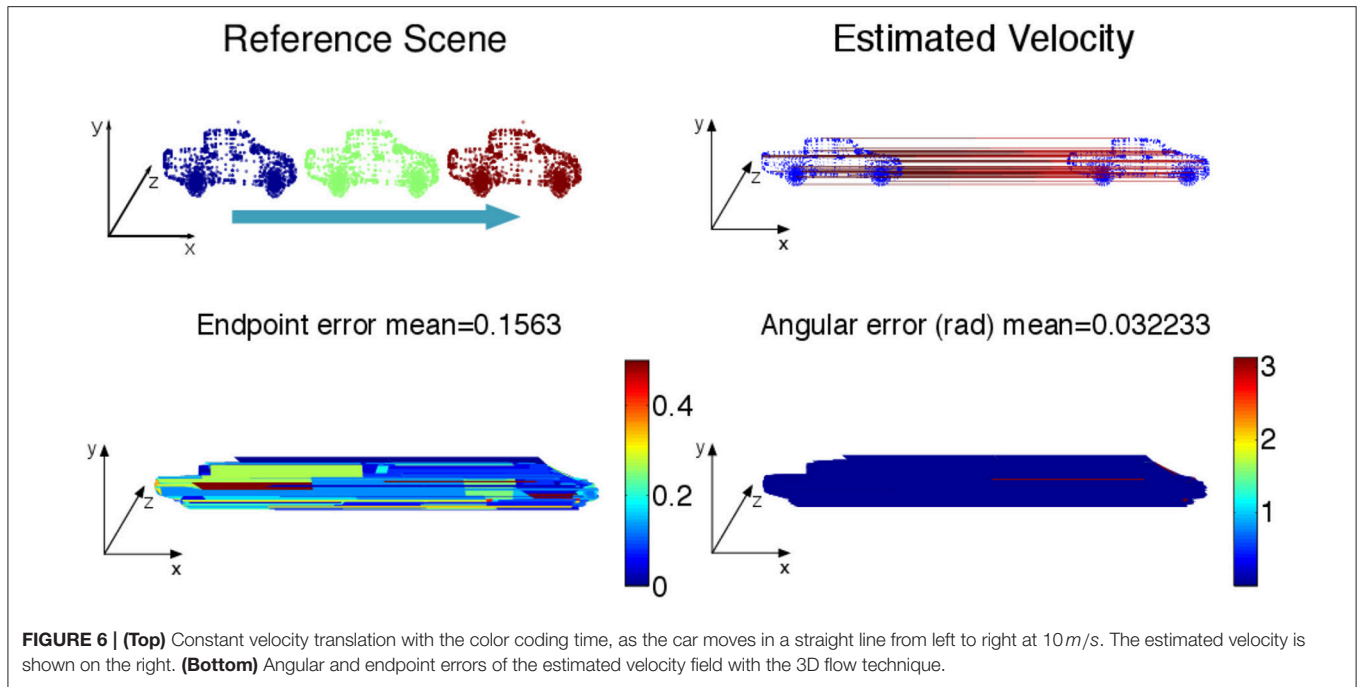 Reference Scene
Estimated Velocity
y
z
x
y
z
x
Endpoint error mean=0.1563
Angular error (rad) mean=0.032233
y
z
x
0.4
0.2
0
y
z
x
3
2
1
FIGURE 6 | (Top) Constant velocity translation with the color coding time, as the car moves in a straight line from left to right at 10 m/s. The estimated velocity is
shown on the right. (Bottom) Angular and endpoint errors of the estimated velocity field with the 3D flow technique.